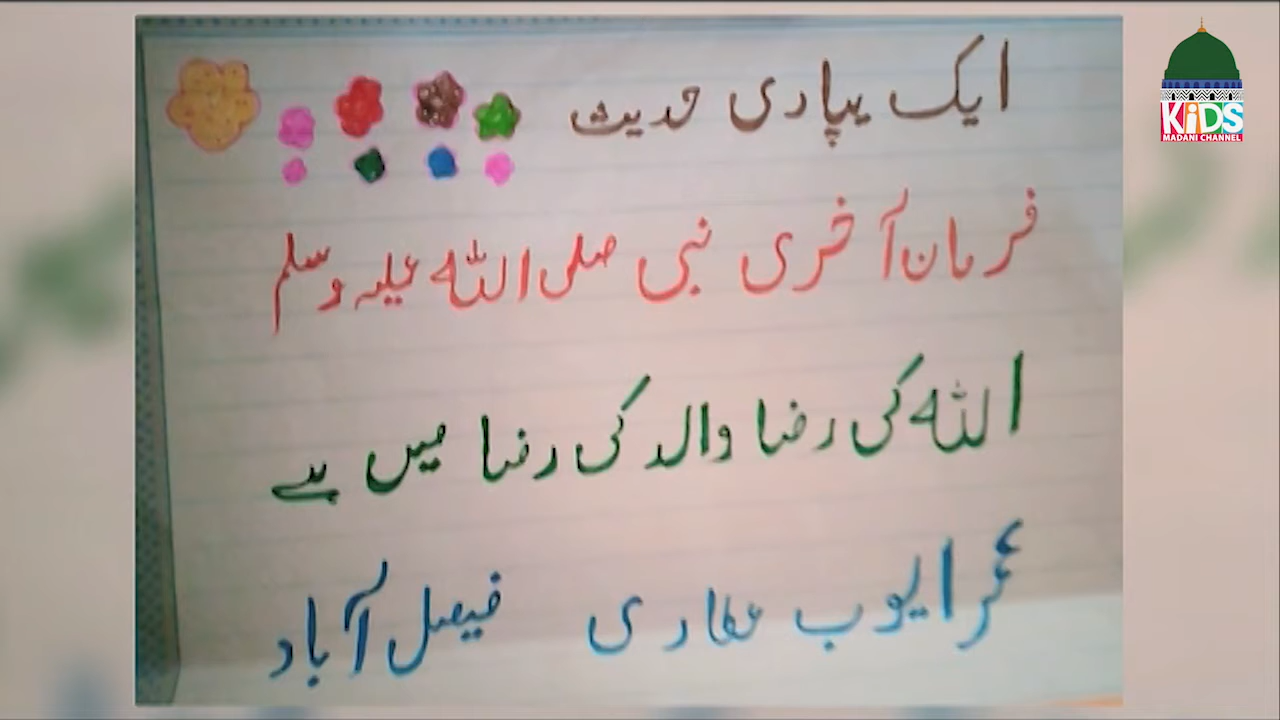 ایک پیاری حدیث
فرمان آخری نبی صلی اللہ علیہ وسلم
اللہ کی رضا والد کی رضا میں ہے
عمر ایوب عطاری فیصل آباد
KiDS
MADANI CHANNEL